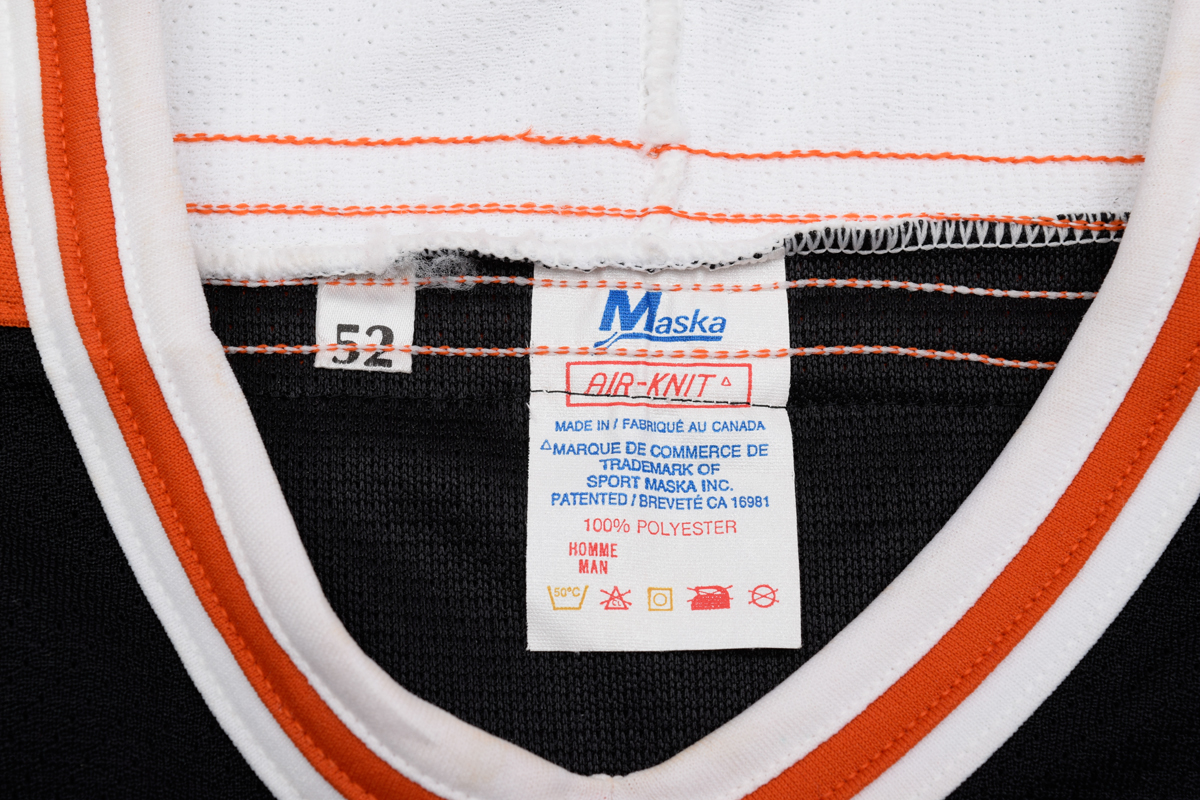 Maska
52
AIR-KNIT △
MADE IN / FABRIQUÉ AU CANADA
△MARQUE DE COMMERCE DE
TRADEMARK OF
SPORT MASKA INC.
PATENTED / BREVETÉ CA 16981
100% POLYESTER
HOMME
MAN
50°C CL